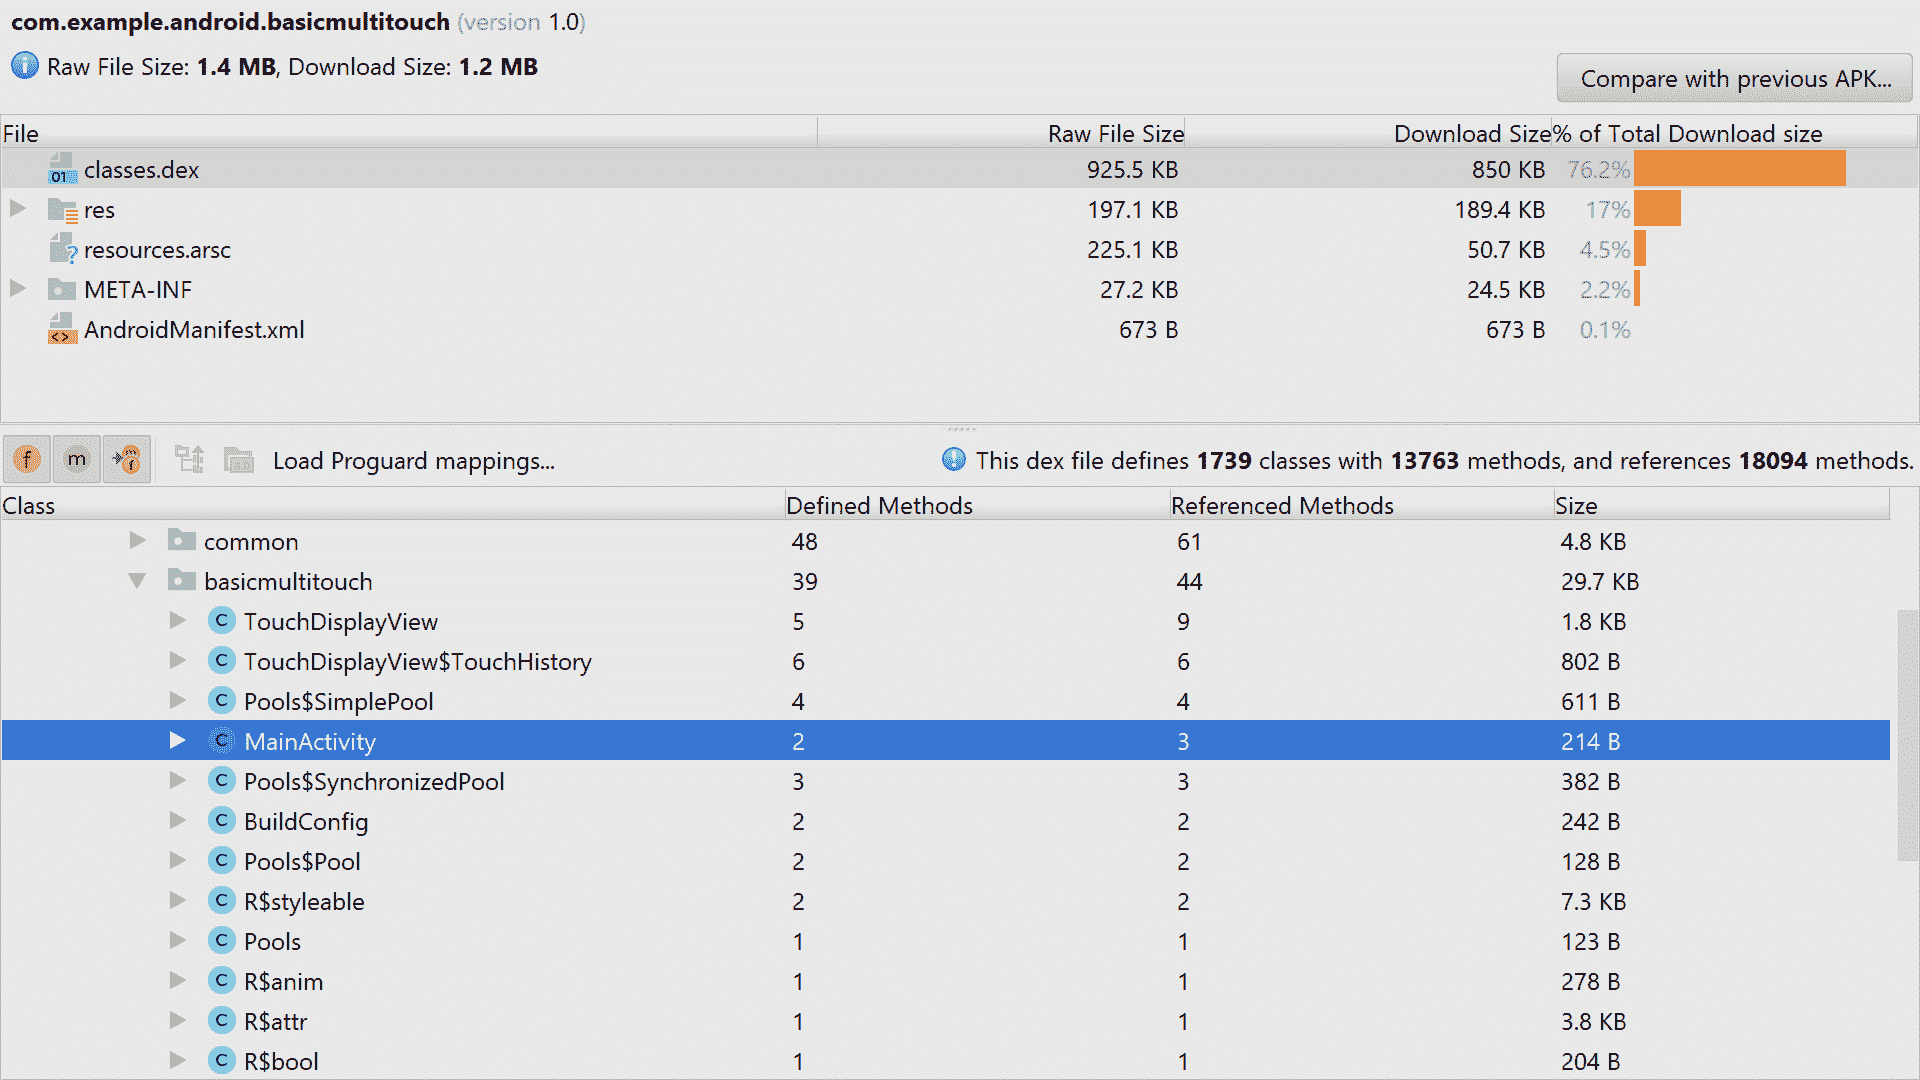 com.example.android.basicmultitouch (version 1.0)
Raw File Size: 1.4 MB, Download Size: 1.2 MB
Compare with previous APK...
File Raw File Size Download Size % of Total Download size
01 classes.dex 925.5 KB 850 KB 76.2%
res 197.1 KB 189.4 KB 17%
resources.arsc 225.1 KB 50.7 KB 4.5%
META-INF 27.2 KB 24.5 KB 2.2%
AndroidManifest.xml 673 B 673 B 0.1%
f m m f ab Load Proguard mappings... This dex file defines 1739 classes with 13763 methods, and references 18094 methods.
Class Defined Methods Referenced Methods Size
common 48 61 4.8 KB
basicmultitouch 39 44 29.7 KB
C TouchDisplayView 5 9 1.8 KB
C TouchDisplayView$TouchHistory 6 6 802 B
C Pools$SimplePool 4 4 611 B
C MainActivity 2 3 214 B
C Pools$SynchronizedPool 3 3 382 B
C BuildConfig 2 2 242 B
C Pools$Pool 2 2 128 B
C R$styleable 2 2 7.3 KB
C Pools 1 1 123 B
C R$anim 1 1 278 B
C R$attr 1 1 3.8 KB
C R$bool 1 1 204 B